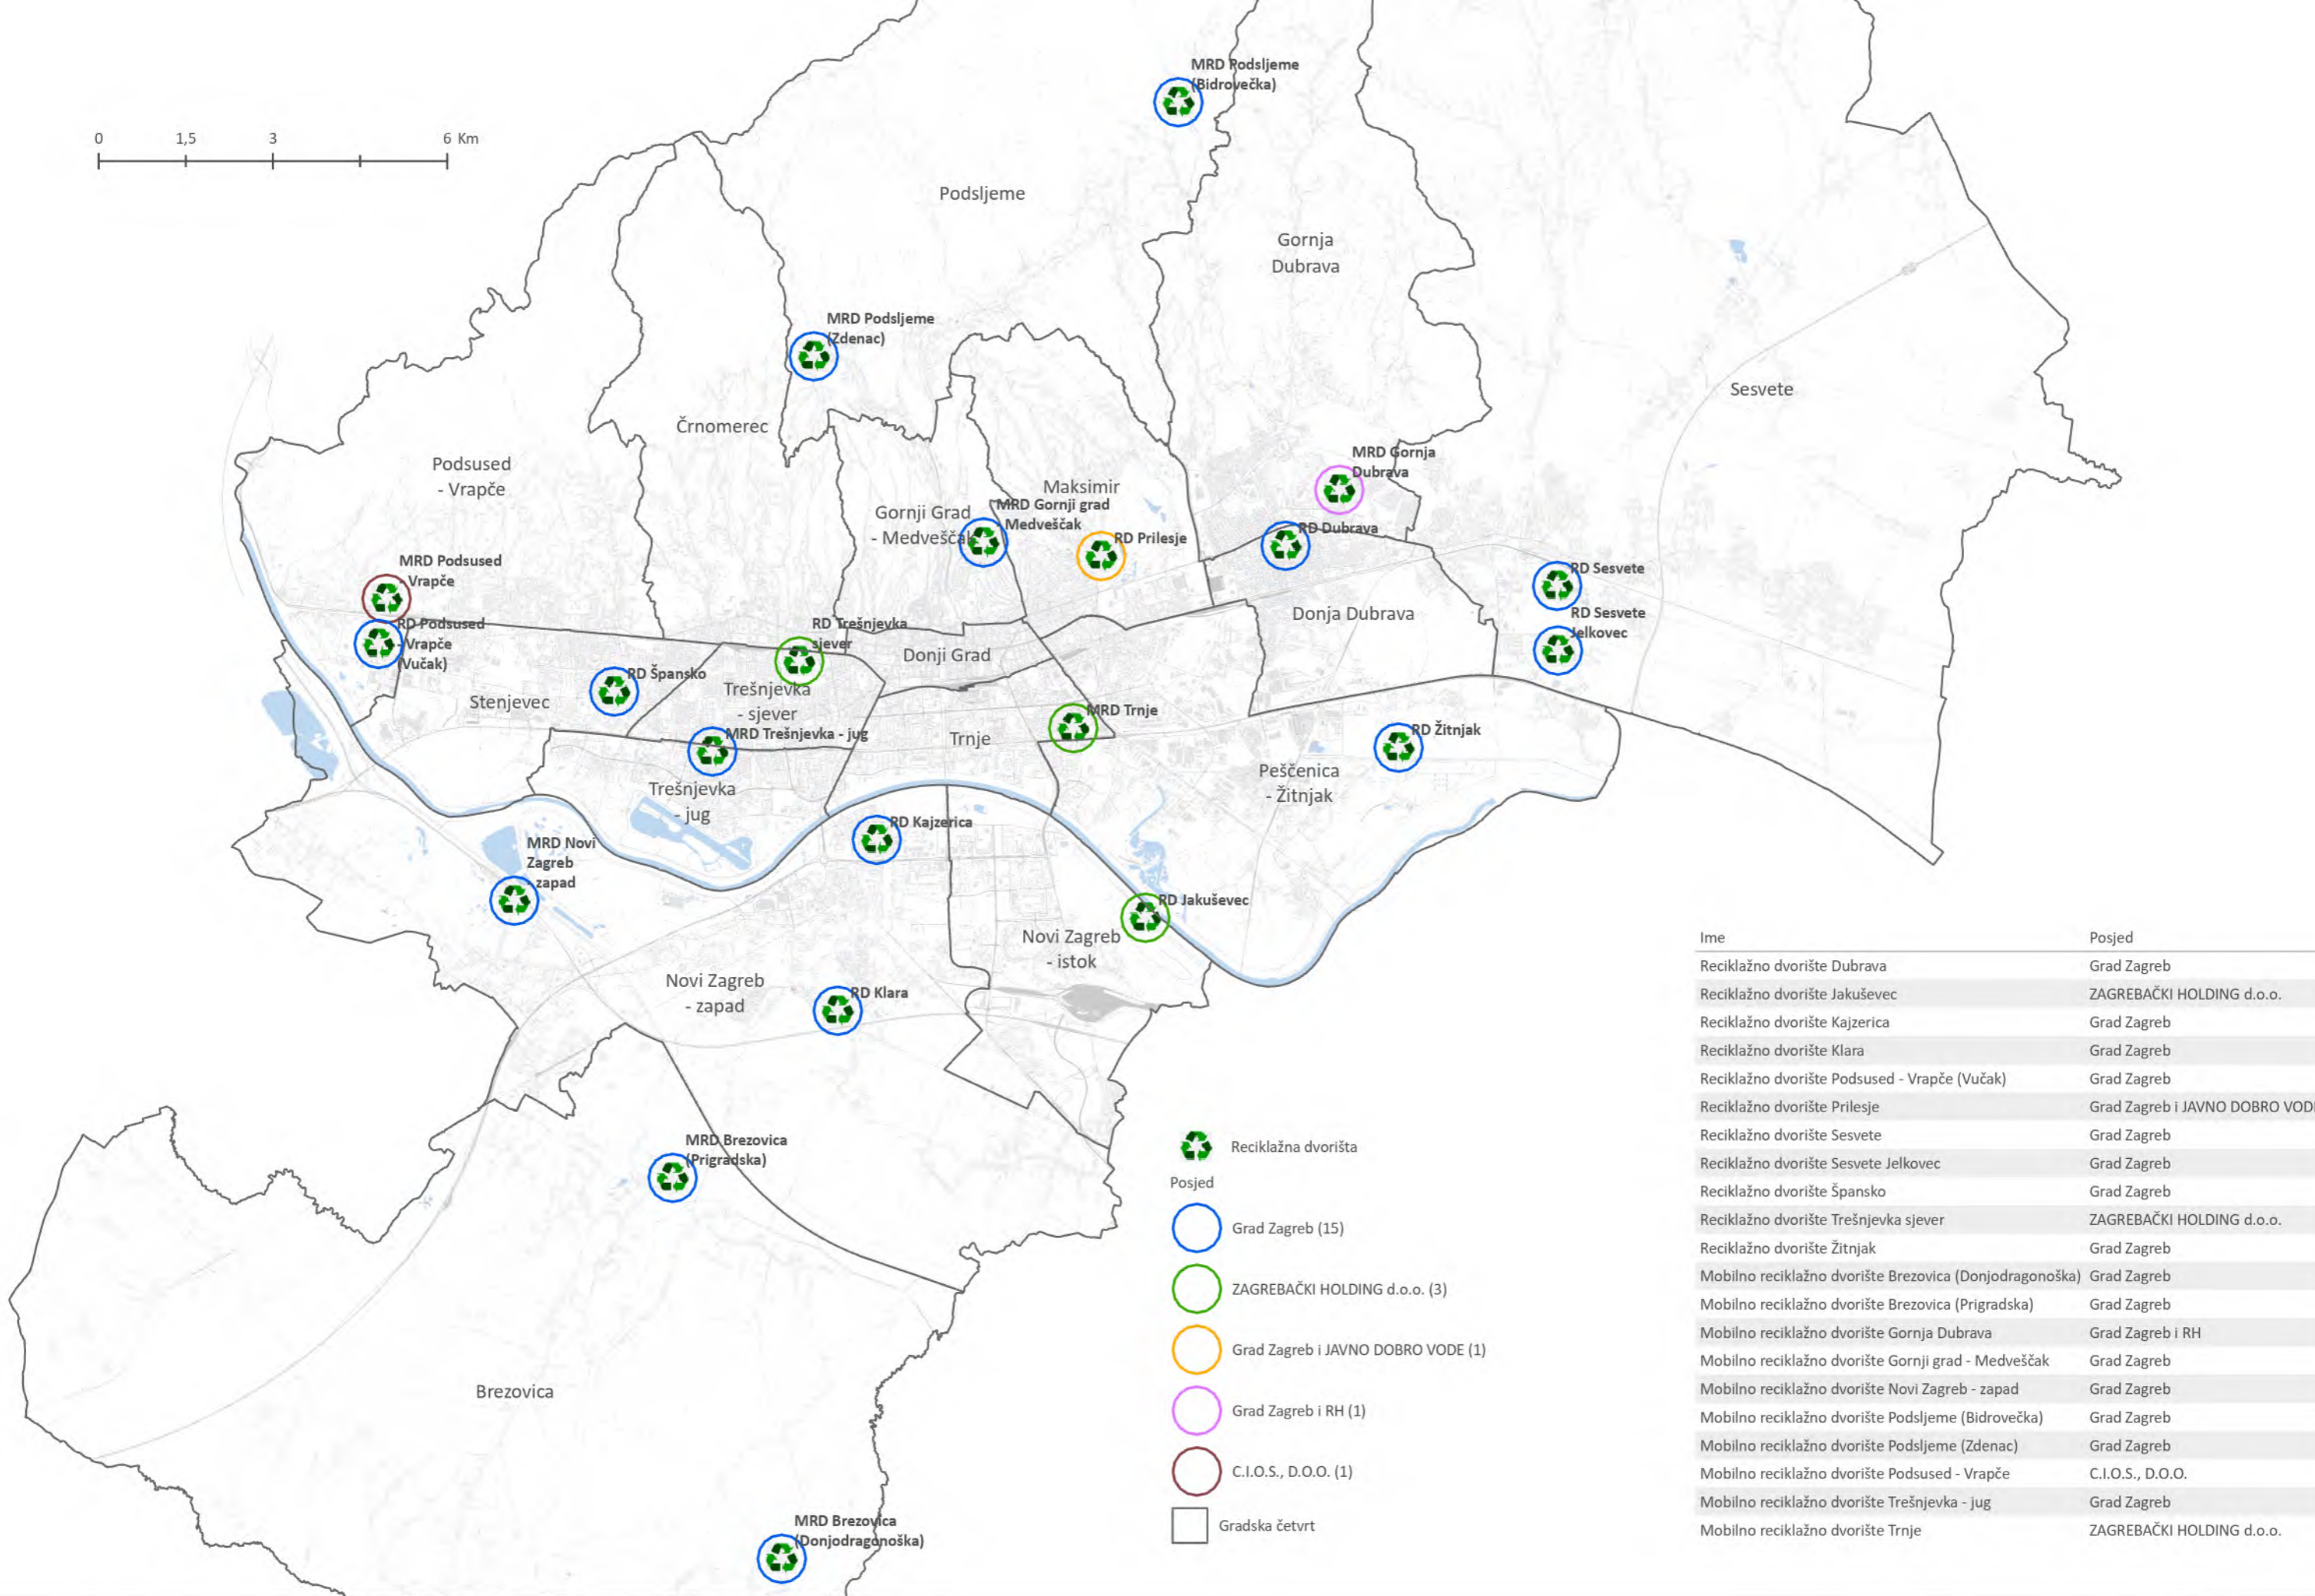 MRD Podsljeme
(Bidrovečka)
0 1,5 3 6 Km
Podsljeme
Gornja
Dubrava
MRD Podsljeme
(Zdenac)
Sesvete
Črnomerec
Podsused
- Vrapče
MRD Gornja
Dubrava
Maksimir
Gornji Grad
- Medveščak
MRD Gornji grad
- Medveščak
RD Prilesje
RD Dubrava
MRD Podsused
- Vrapče
RD Sesvete
RD Sesvete
Jelkovec
Donja Dubrava
RD Podsused
- Vrapče
(Vučak)
RD Trešnjevka
sjever
Donji Grad
RD Špansko
Stenjevec
Trešnjevka
- sjever
MRD Trešnjevka - jug
MRD Trnje
Trnje
RD Žitnjak
Peščenica
- Žitnjak
Trešnjevka
- jug
RD Kajzerica
MRD Novi
Zagreb
- zapad
RD Jakuševec
Novi Zagreb
- istok
Novi Zagreb
- zapad
RD Klara
MRD Brezovica
(Prigradska)
Brezovica
MRD Brezovica
(Donjodragonoška)
Reciklažna dvorišta
Posjed
Grad Zagreb (15)
ZAGREBAČKI HOLDING d.o.o. (3)
Grad Zagreb i JAVNO DOBRO VODE (1)
Grad Zagreb i RH (1)
C.I.O.S., D.O.O. (1)
Gradska četvrt
Ime Posjed
Reciklažno dvorište Dubrava Grad Zagreb
Reciklažno dvorište Jakuševec ZAGREBAČKI HOLDING d.o.o.
Reciklažno dvorište Kajzerica Grad Zagreb
Reciklažno dvorište Klara Grad Zagreb
Reciklažno dvorište Podsused - Vrapče (Vučak) Grad Zagreb
Reciklažno dvorište Prilesje Grad Zagreb i JAVNO DOBRO
Reciklažno dvorište Sesvete Grad Zagreb
Reciklažno dvorište Sesvete Jelkovec Grad Zagreb
Reciklažno dvorište Špansko Grad Zagreb
Reciklažno dvorište Trešnjevka sjever ZAGREBAČKI HOLDING d.o.o.
Reciklažno dvorište Žitnjak Grad Zagreb
Mobilno reciklažno dvorište Brezovica (Donjodragonoška) Grad Zagreb
Mobilno reciklažno dvorište Brezovica (Prigradska) Grad Zagreb
Mobilno reciklažno dvorište Gornja Dubrava Grad Zagreb i RH
Mobilno reciklažno dvorište Gornji grad - Medveščak Grad Zagreb
Mobilno reciklažno dvorište Novi Zagreb - zapad Grad Zagreb
Mobilno reciklažno dvorište Podsljeme (Bidrovečka) Grad Zagreb
Mobilno reciklažno dvorište Podsljeme (Zdenac) Grad Zagreb
Mobilno reciklažno dvorište Podsused - Vrapče C.I.O.S., D.O.O.
Mobilno reciklažno dvorište Trešnjevka - jug Grad Zagreb
Mobilno reciklažno dvorište Trnje ZAGREBAČKI HOLDING d.o.o.